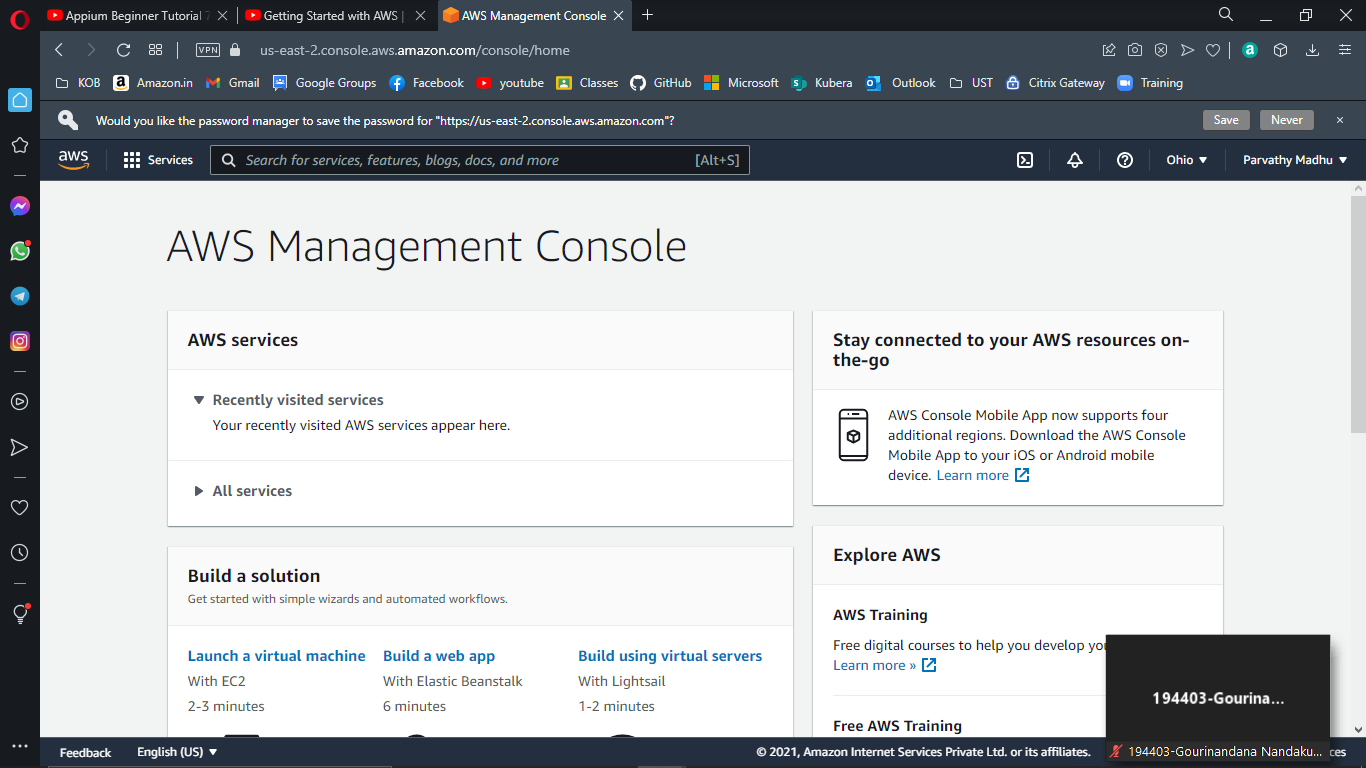 Appium Beginner Tutorial 7
Getting Started with AWS |
AWS Management Console
VPN
us-east-2.console.aws.amazon.com/console/home
KOB
Amazon.in
Gmail
Google Groups
Facebook
youtube
Classes
GitHub
Microsoft
Kubera
Outlook
UST
Citrix Gateway
Training
Would you like the password manager to save the password for "https://us-east-2.console.aws.amazon.com"?
Save
Never
aws
Services
Search for services, features, blogs, docs, and more
[Alt+S]
Ohio
Parvathy Madhu
AWS Management Console
AWS services
Recently visited services
Your recently visited AWS services appear here.
All services
Build a solution
Get started with simple wizards and automated workflows.
Launch a virtual machine
With EC2
2-3 minutes
Build a web app
With Elastic Beanstalk
6 minutes
Build using virtual servers
With Lightsail
1-2 minutes
Stay connected to your AWS resources on-
the-go
AWS Console Mobile App now supports four
additional regions. Download the AWS Console
Mobile App to your iOS or Android mobile
device. Learn more
Explore AWS
AWS Training
Free digital courses to help you develop
Learn more »
Free AWS Training
194403-Gourina...
194403-Gourinandana Nandaku...
Feedback
English (US)
© 2021, Amazon Internet Services Private Ltd. or its affiliates.